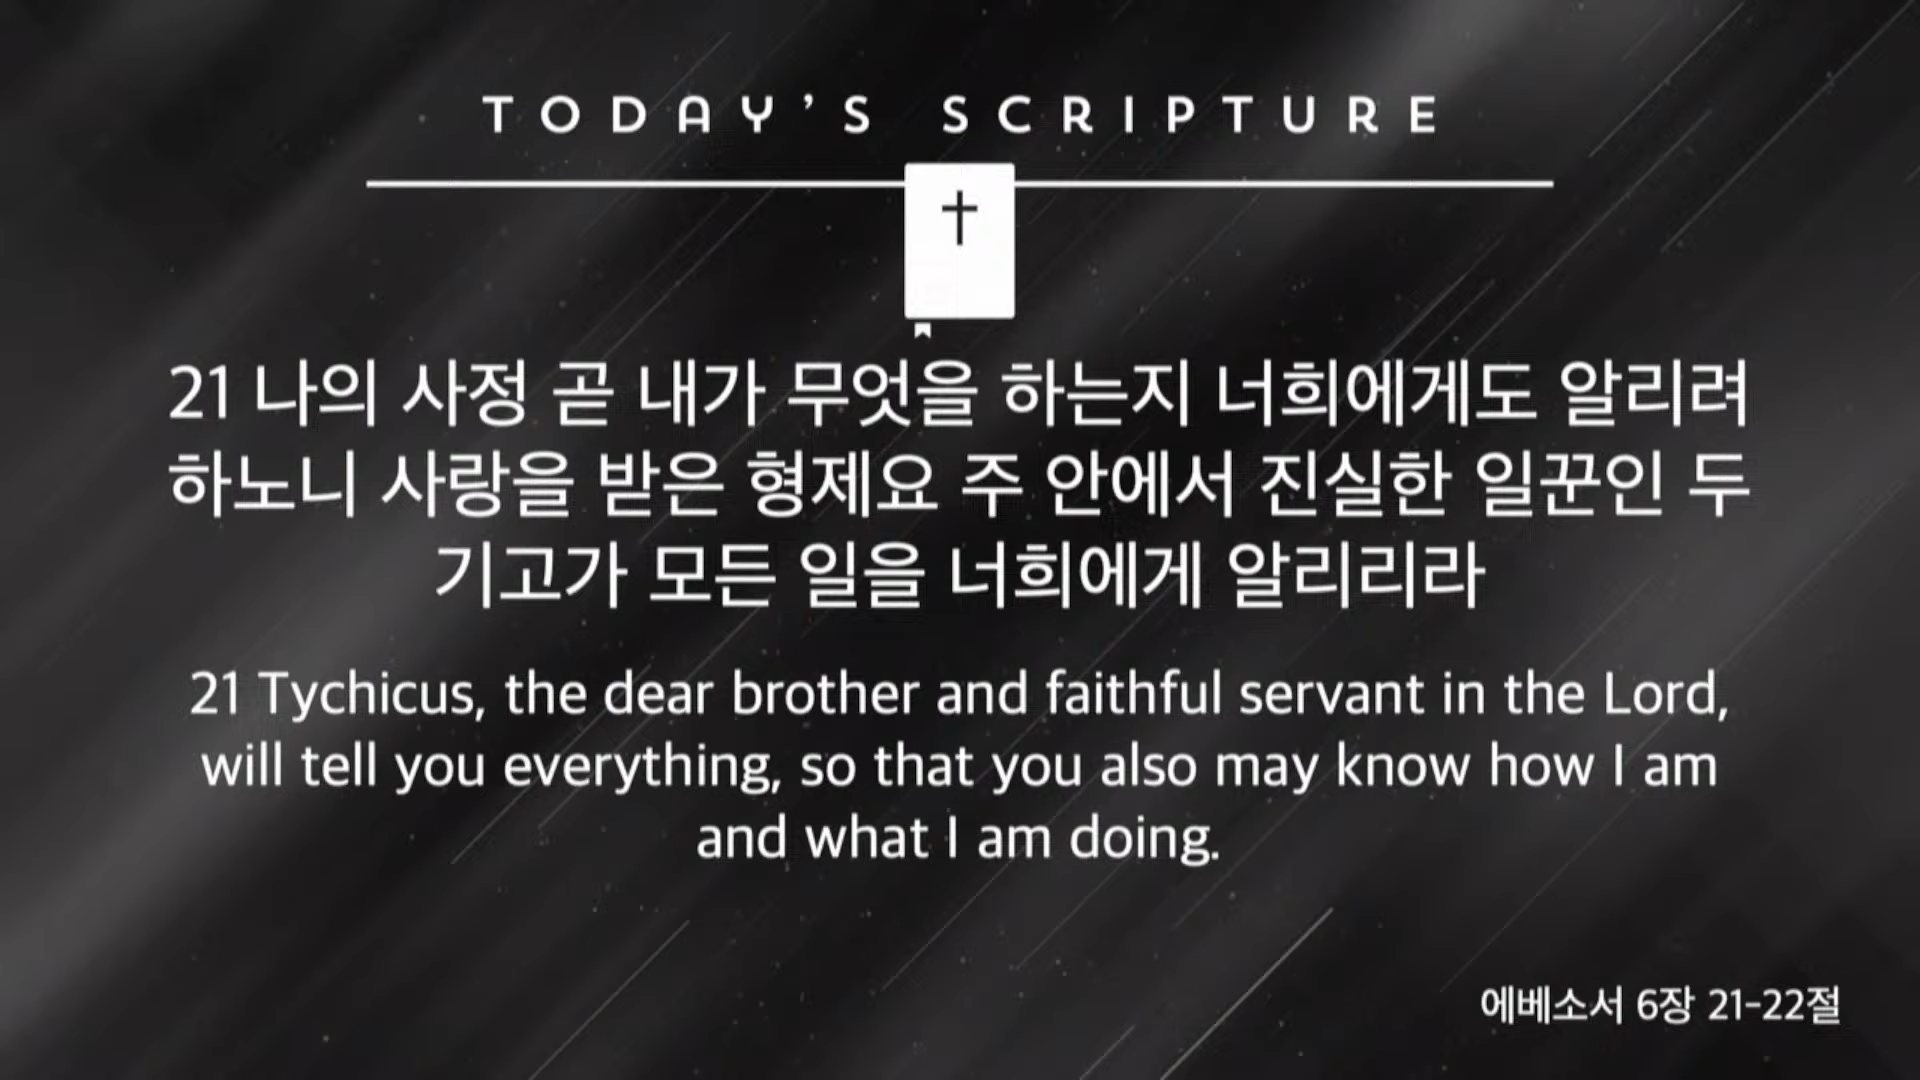 TODAY'S SCRIPTURE
21 나의 사정 곧 내가 무엇을 하는지 너희에게도 알리려
하노니 사랑을 받은 형제요 주 안에서 진실한 일꾼인 두
기고가 모든 일을 너희에게 알리리라
21 Tychicus, the dear brother and faithful servant in the Lord,
will tell you everything, so that you also may know how I am
and what I am doing.
에베소서 6장 21-22절